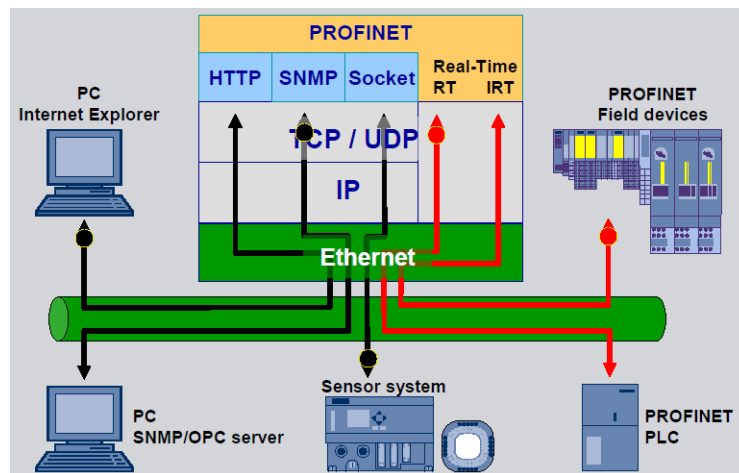 PROFINET
HTTP SNMP Socket Real-Time
RT IRT
TCP / UDP
IP
Ethernet
PC
Internet Explorer
PROFINET
Field devices
PC
SNMP/OPC server
Sensor system
PROFINET
PLC